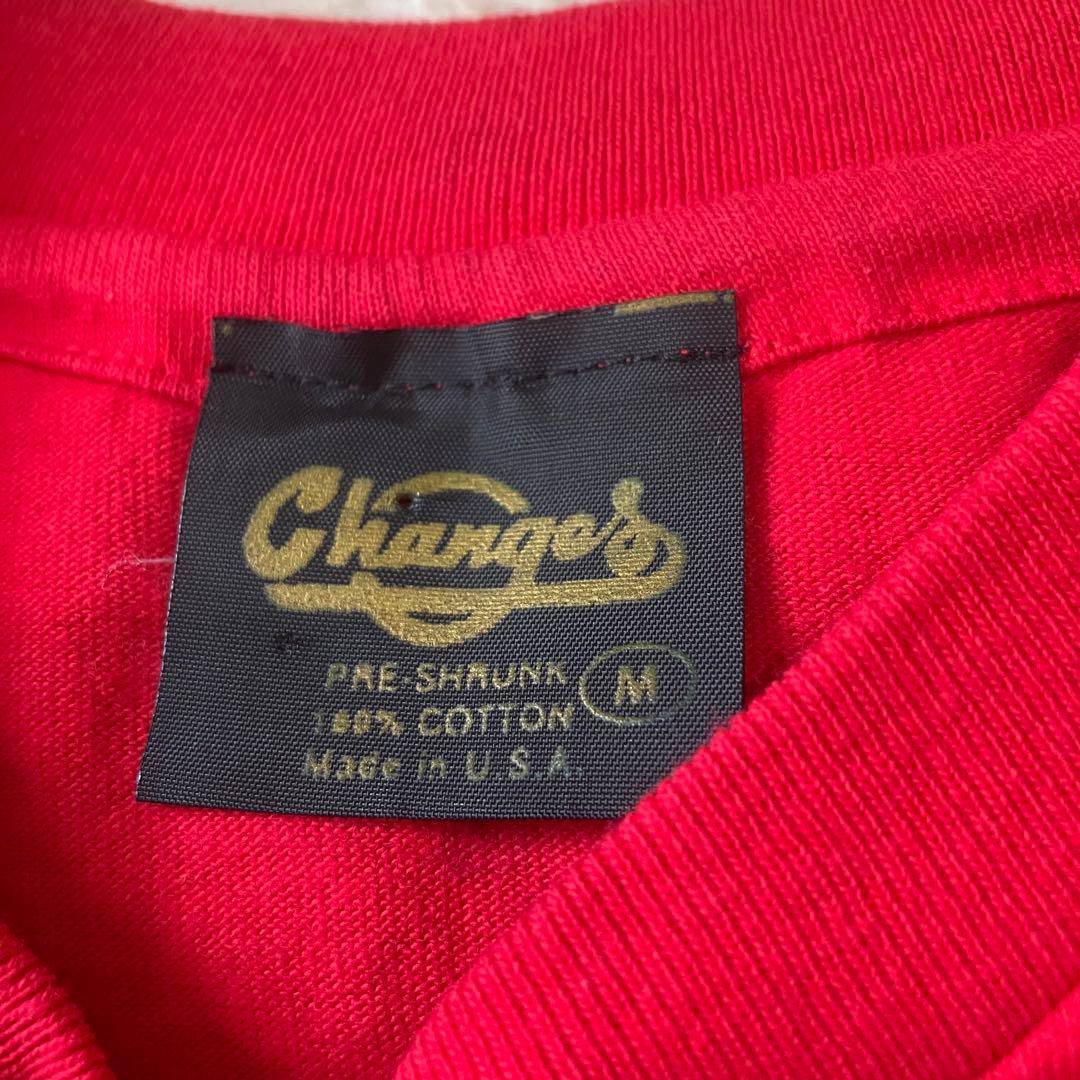 Changes
PRE-SHRUNK
M
100% COTTON
Made in U.S.A.